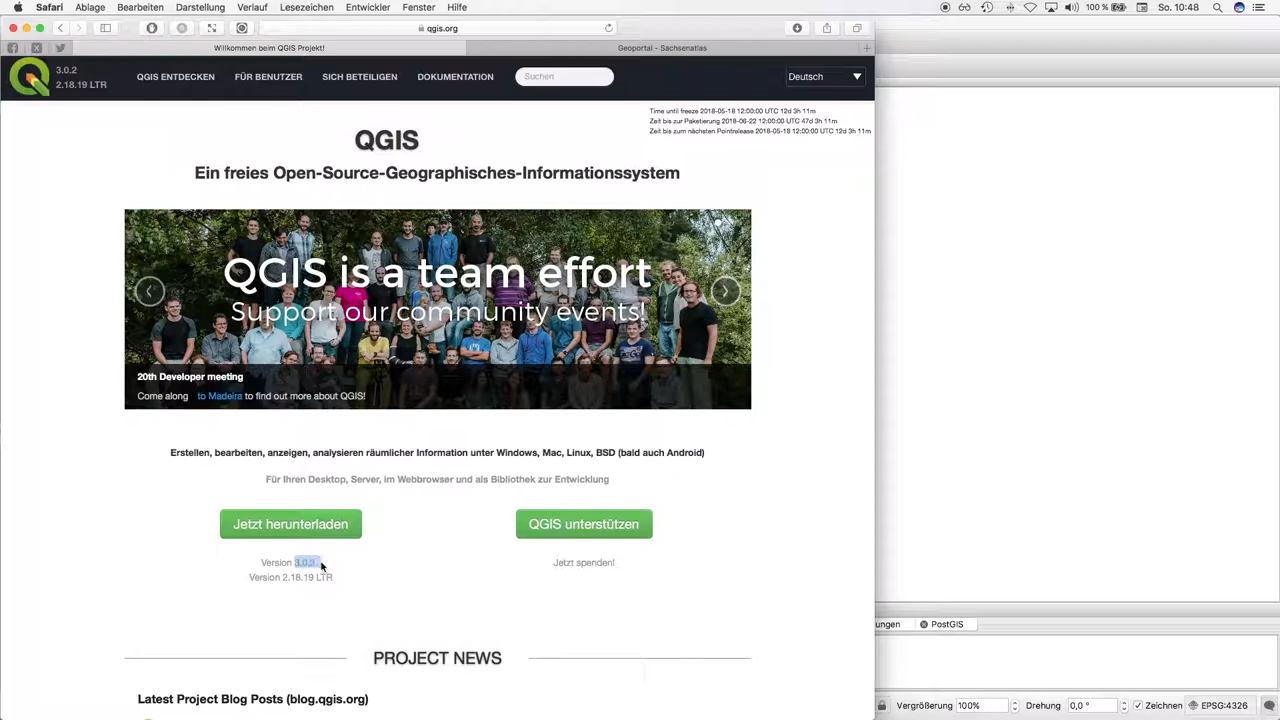 Safari Ablage Bearbeiten Darstellung Verlauf Lesezeichen Entwickler Fenster Hilfe 100 % So. 10:48
qgis.org
Willkommen beim QGIS Projekt! Geoportal - Sachsenatlas
3.0.2
2.18.19 LTR
QGIS ENTDECKEN FÜR BENUTZER SICH BETEILIGEN DOKUMENTATION Suchen Deutsch
Time until freeze 2018-05-18 12:00:00 UTC 12d 3h 11m
Zeit bis zur Paketierung 2018-06-22 12:00:00 UTC 47d 3h 11m
Zeit bis zum nächsten Pointrelease 2018-05-18 12:00:00 UTC 12d 3h 11m
QGIS
Ein freies Open-Source-Geographisches-Informationssystem
QGIS is a team effort
Support our community events!
20th Developer meeting
Come along to Madeira to find out more about QGIS!
Erstellen, bearbeiten, anzeigen, analysieren räumlicher Information unter Windows, Mac, Linux, BSD (bald auch Android)
Für Ihren Desktop, Server, im Webbrowser und als Bibliothek zur Entwicklung
Jetzt herunterladen QGIS unterstützen
Version 3.0.2 Jetzt spenden!
Version 2.18.19 LTR
ungen PostGIS
PROJECT NEWS
Latest Project Blog Posts (blog.qgis.org)
Vergrößerung 100% Drehung 0,0 ° Zeichnen EPSG:4326